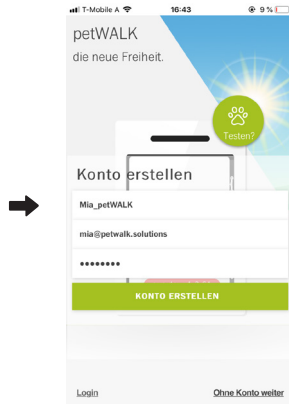 T-Mobile A 16:43 9 %
petWALK
die neue Freiheit.
Testen?
Konto erstellen
Mia_petWALK
mia@petwalk.solutions
••••••••
KONTO ERSTELLEN
Login Ohne Konto weiter